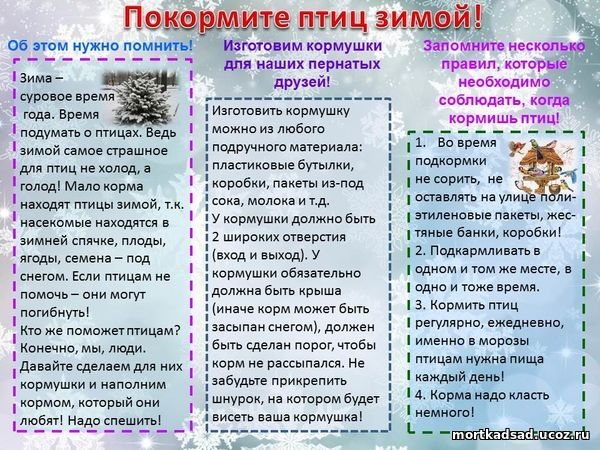 Покормите птиц зимой!
Об этом нужно помнить!
Зима –
суровое время
года. Время
подумать о птицах. Ведь
зимой самое страшное
для птиц не холод, а
голод! Мало корма
находят птицы зимой, т.к.
насекомые находятся в
зимней спячке, плоды,
ягоды, семена – под
снегом. Если птицам не
помочь – они могут
погибнуть!
Кто же поможет птицам?
Конечно, мы, люди.
Давайте сделаем для них
кормушки и наполним
кормом, который они
любят! Надо спешить!
Изготовим кормушки
для наших пернатых
друзей!
Изготовить кормушку
можно из любого
подручного материала:
пластиковые бутылки,
коробки, пакеты из-под
сока, молока и т.д.
У кормушки должно быть
2 широких отверстия
(вход и выход). У
кормушки обязательно
должна быть крыша
(иначе корм может быть
засыпан снегом), должен
быть сделан порог, чтобы
корм не рассыпался. Не
забудьте прикрепить
шнурок, на котором будет
висеть ваша кормушка!
Запомните несколько
правил, которые
необходимо
соблюдать, когда
кормишь птиц!
1. Во время
подкормки
не сорить, не
оставлять на улице поли-
этиленовые пакеты, жес-
тяные банки, коробки!
2. Подкармливать в
одном и том же месте, в
одно и тоже время.
3. Кормить птиц
регулярно, ежедневно,
именно в морозы
птицам нужна пища
каждый день!
4. Корма надо класть
немного!
mortkadsad.ucoz.ru